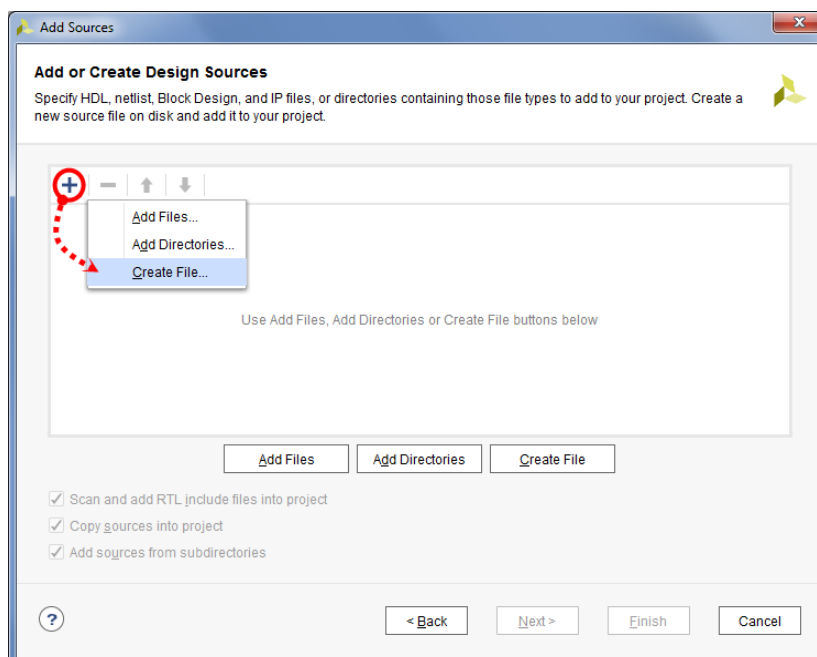 Add Sources
Add or Create Design Sources
Specify HDL, netlist, Block Design, and IP files, or directories containing those file types to add to your project. Create a
new source file on disk and add it to your project.
Add Files...
Add Directories...
Create File...
Use Add Files, Add Directories or Create File buttons below
Add Files
Add Directories
Create File
Scan and add RTL include files into project
Copy sources into project
Add sources from subdirectories
?
< Back
Next >
Finish
Cancel